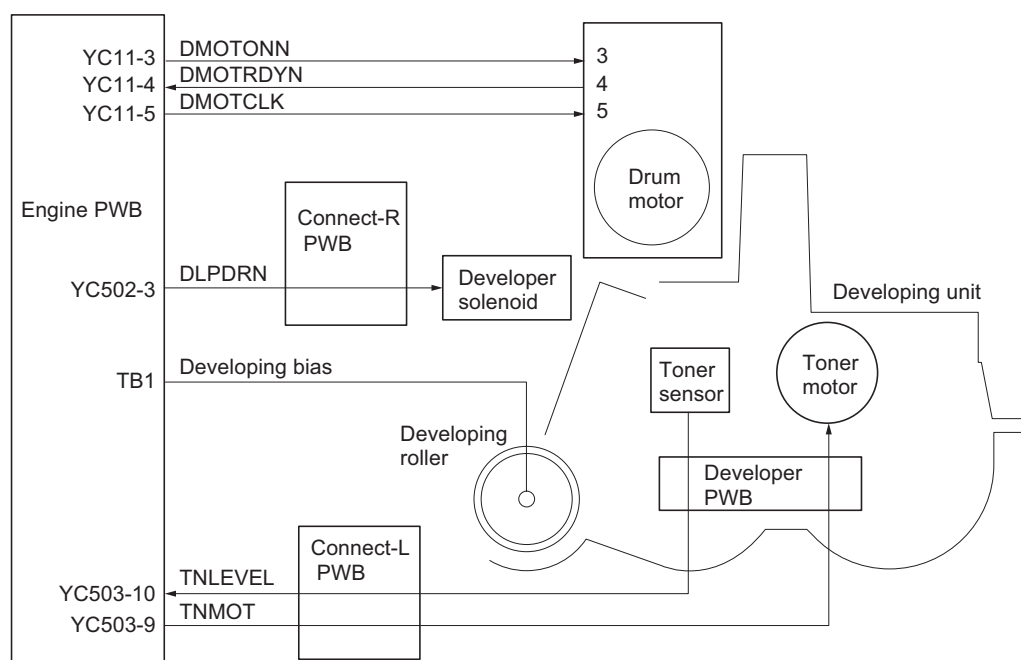 YC11-3
DMOTONN
3
YC11-4
DMOTRDYN
4
YC11-5
DMOTCLK
5
Drum
motor
Engine PWB
Connect-R
PWB
YC502-3
DLPDRN
Developer
solenoid
Developing unit
TB1
Developing bias
Toner
sensor
Toner
motor
Developing
roller
Developer
PWB
Connect-L
PWB
YC503-10
TNLEVEL
YC503-9
TNMOT